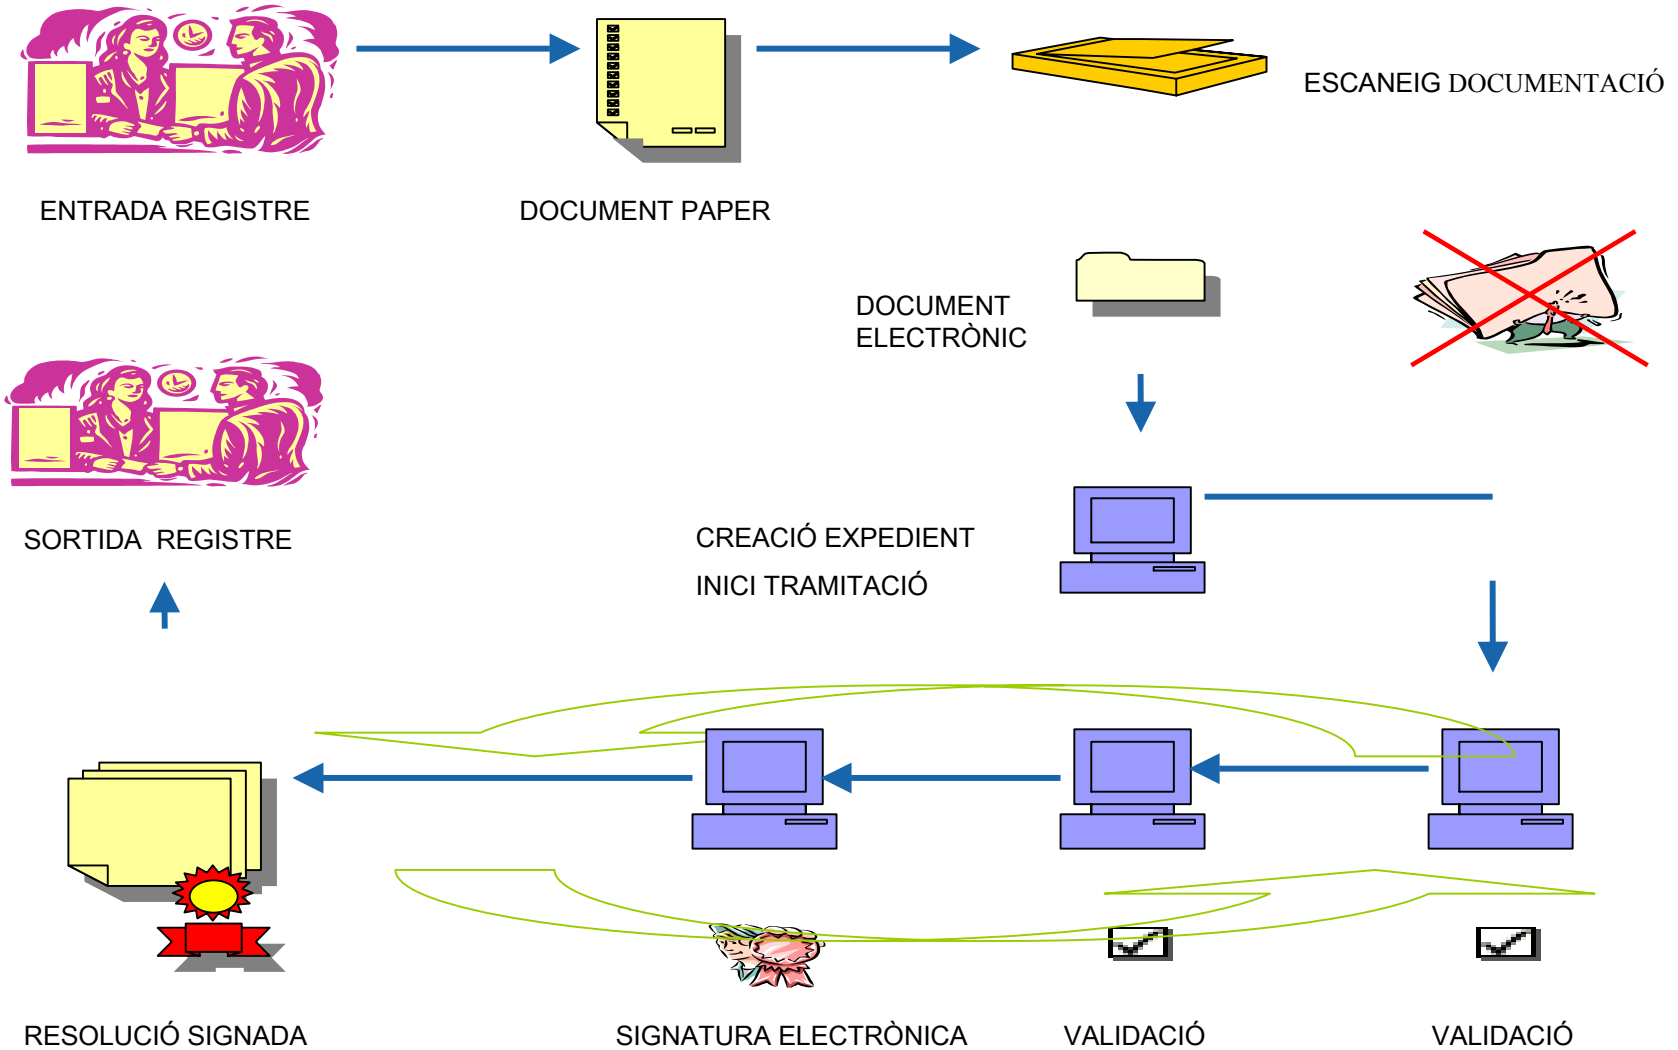 ESCANEIG DOCUMENTACIÓ
ENTRADA REGISTRE
DOCUMENT PAPER
DOCUMENT
ELECTRÒNIC
SORTIDA REGISTRE
CREACIÓ EXPEDIENT
INICI TRAMITACIÓ
RESOLUCIÓ SIGNADA
SIGNATURA ELECTRÒNICA
VALIDACIÓ
VALIDACIÓ